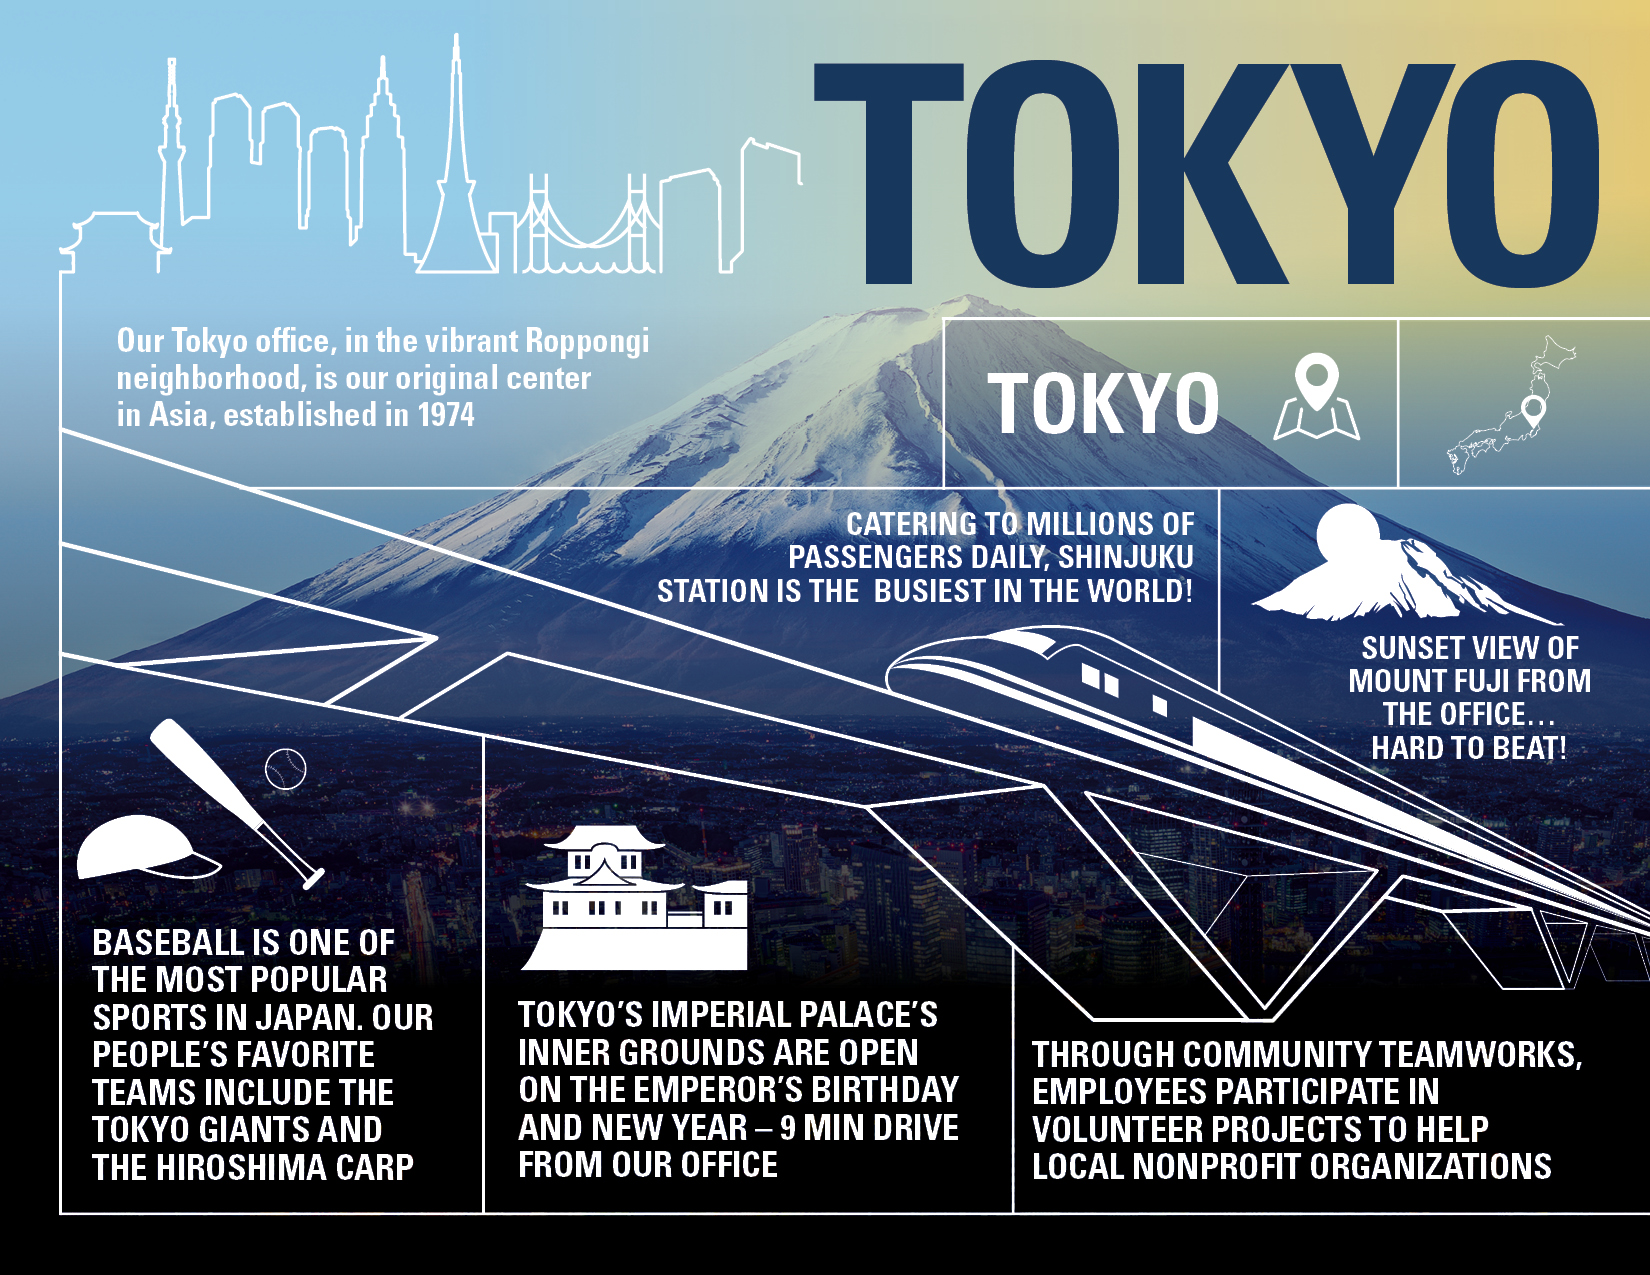 TOKYO
Our Tokyo office, in the vibrant Roppongi
neighborhood, is our original center
in Asia, established in 1974
TOKYO
CATERING TO MILLIONS OF
PASSENGERS DAILY, SHINJUKU
STATION IS THE BUSIEST IN THE WORLD!
SUNSET VIEW OF
MOUNT FUJI FROM
THE OFFICE...
HARD TO BEAT!
BASEBALL IS ONE OF
THE MOST POPULAR
SPORTS IN JAPAN. OUR
PEOPLE'S FAVORITE
TEAMS INCLUDE THE
TOKYO GIANTS AND
THE HIROSHIMA CARP
TOKYO'S IMPERIAL PALACE'S
INNER GROUNDS ARE OPEN
ON THE EMPEROR'S BIRTHDAY
AND NEW YEAR – 9 MIN DRIVE
FROM OUR OFFICE
THROUGH COMMUNITY TEAMWORKS,
EMPLOYEES PARTICIPATE IN
VOLUNTEER PROJECTS TO HELP
LOCAL NONPROFIT ORGANIZATIONS